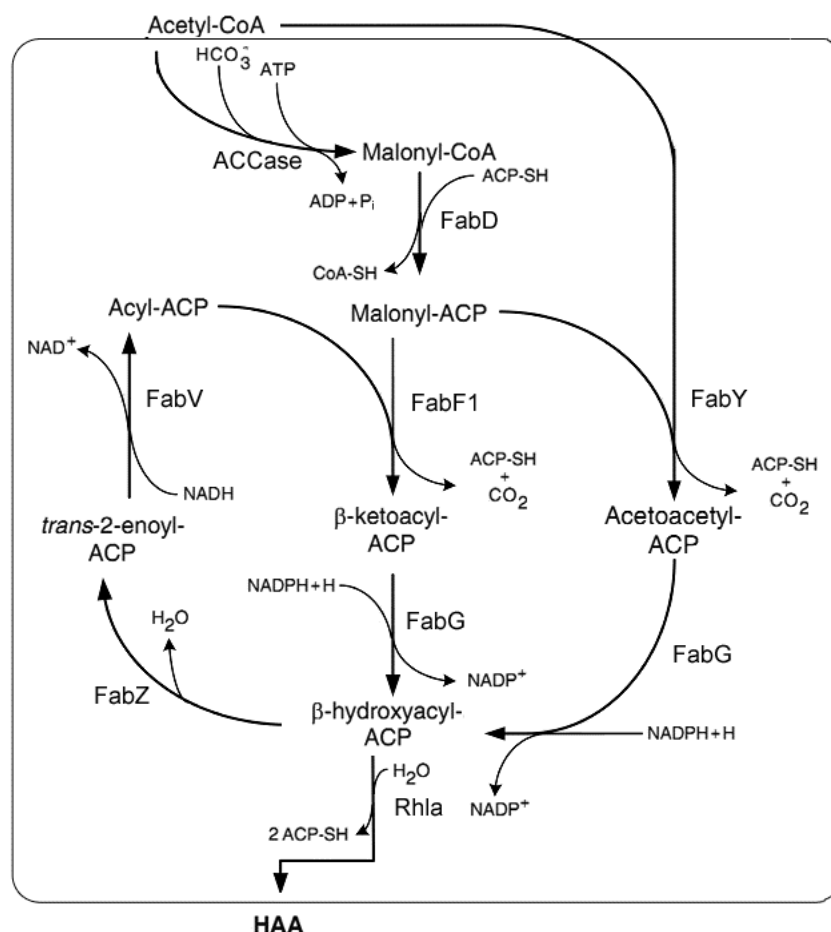 Acetyl-CoA
HCO₃⁻
ATP
ACCase
Malonyl-CoA
ADP+Pᵢ
ACP-SH
FabD
CoA-SH
Acyl-ACP
Malonyl-ACP
NAD⁺
FabV
FabF1
FabY
NADH
ACP-SH
+
CO₂
ACP-SH
+
CO₂
trans-2-enoyl-
ACP
β-ketoacyl-
ACP
Acetoacetyl-
ACP
NADPH+H
H₂O
FabG
FabG
FabZ
NADP⁺
β-hydroxyacyl-
ACP
NADPH+H
H₂O
Rhla
NADP⁺
2 ACP-SH
HAA